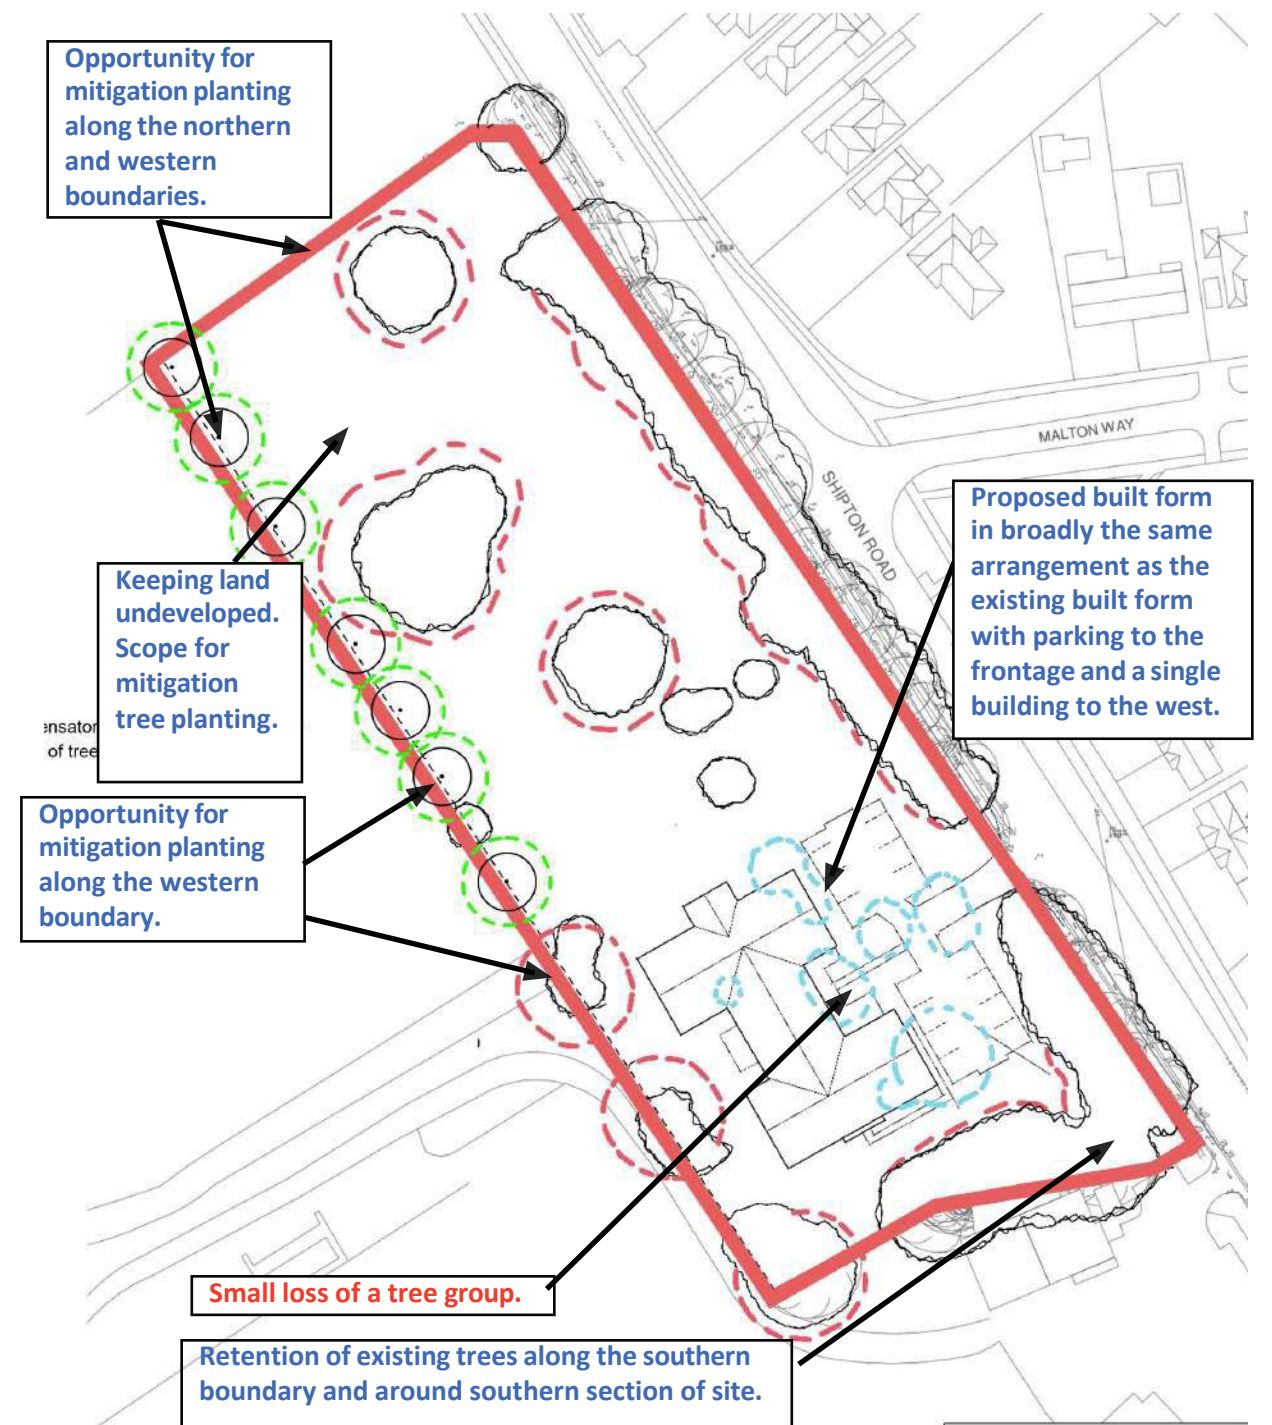 Opportunity for
mitigation planting
along the northern
and western
boundaries.
MALTON WAY
SHIPTON ROAD
Proposed built form
in broadly the same
arrangement as the
existing built form
with parking to the
frontage and a single
building to the west.
Keeping land
undeveloped.
Scope for
mitigation
tree planting.
ensator
of tree
Opportunity for
mitigation planting
along the western
boundary.
Small loss of a tree group.
Retention of existing trees along the southern
boundary and around southern section of site.